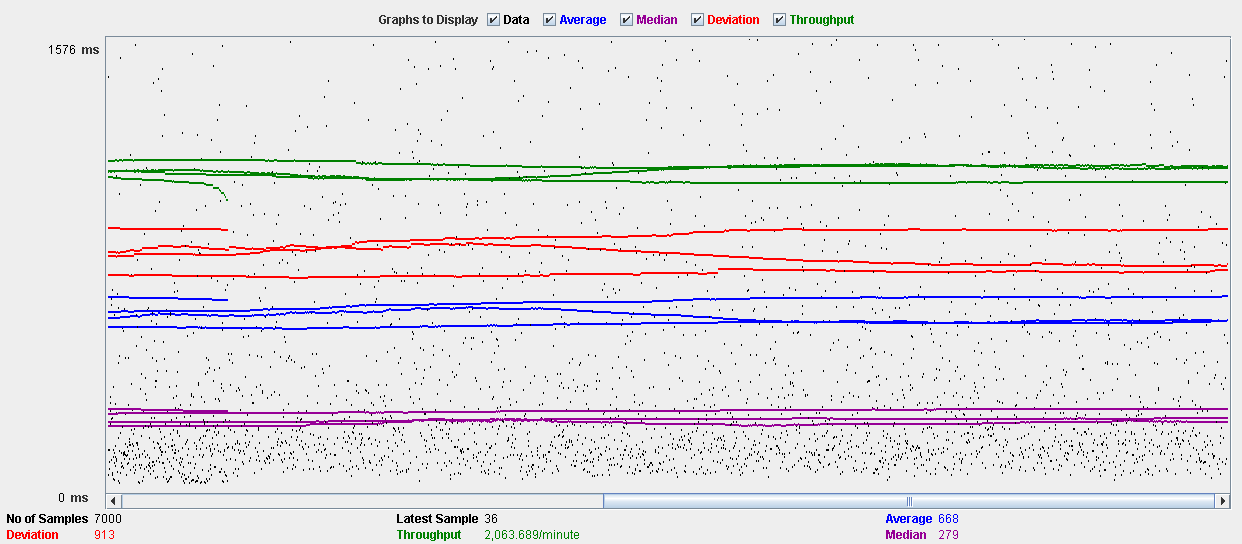 Graphs to Display Data Average Median Deviation Throughput
1576 ms
0 ms
No of Samples 7000 Latest Sample 36 Average 668
Deviation 913 Throughput 2,063.689/minute Median 279